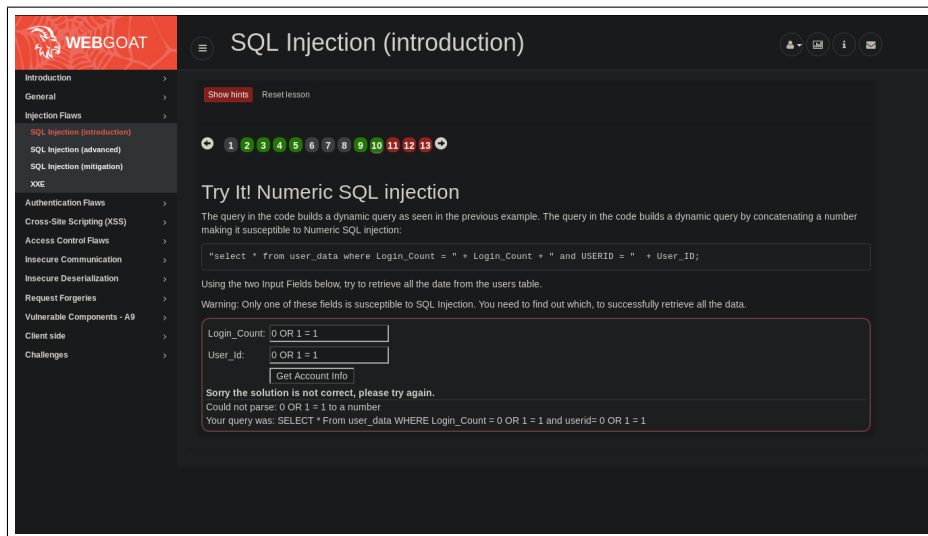 WEBGOAT
SQL Injection (introduction)
Introduction
General
Injection Flaws
SQL Injection (introduction)
SQL Injection (advanced)
SQL Injection (mitigation)
XXE
Authentication Flaws
Cross-Site Scripting (XSS)
Access Control Flaws
Insecure Communication
Insecure Deserialization
Request Forgeries
Vulnerable Components - A9
Client side
Challenges
Show hints Reset lesson
1 2 3 4 5 6 7 8 9 10 11 12 13
Try It! Numeric SQL injection
The query in the code builds a dynamic query as seen in the previous example. The query in the code builds a dynamic query by concatenating a number
making it susceptible to Numeric SQL injection:
"select * from user_data where Login_Count = " + Login_Count + " and USERID = " + User_ID;
Using the two Input Fields below, try to retrieve all the date from the users table.
Warning: Only one of these fields is susceptible to SQL Injection. You need to find out which, to successfully retrieve all the data.
Login_Count: 0 OR 1 = 1
User_Id: 0 OR 1 = 1
Get Account Info
Sorry the solution is not correct, please try again.
Could not parse: 0 OR 1 = 1 to a number
Your query was: SELECT * From user_data WHERE Login_Count = 0 OR 1 = 1 and userid= 0 OR 1 = 1